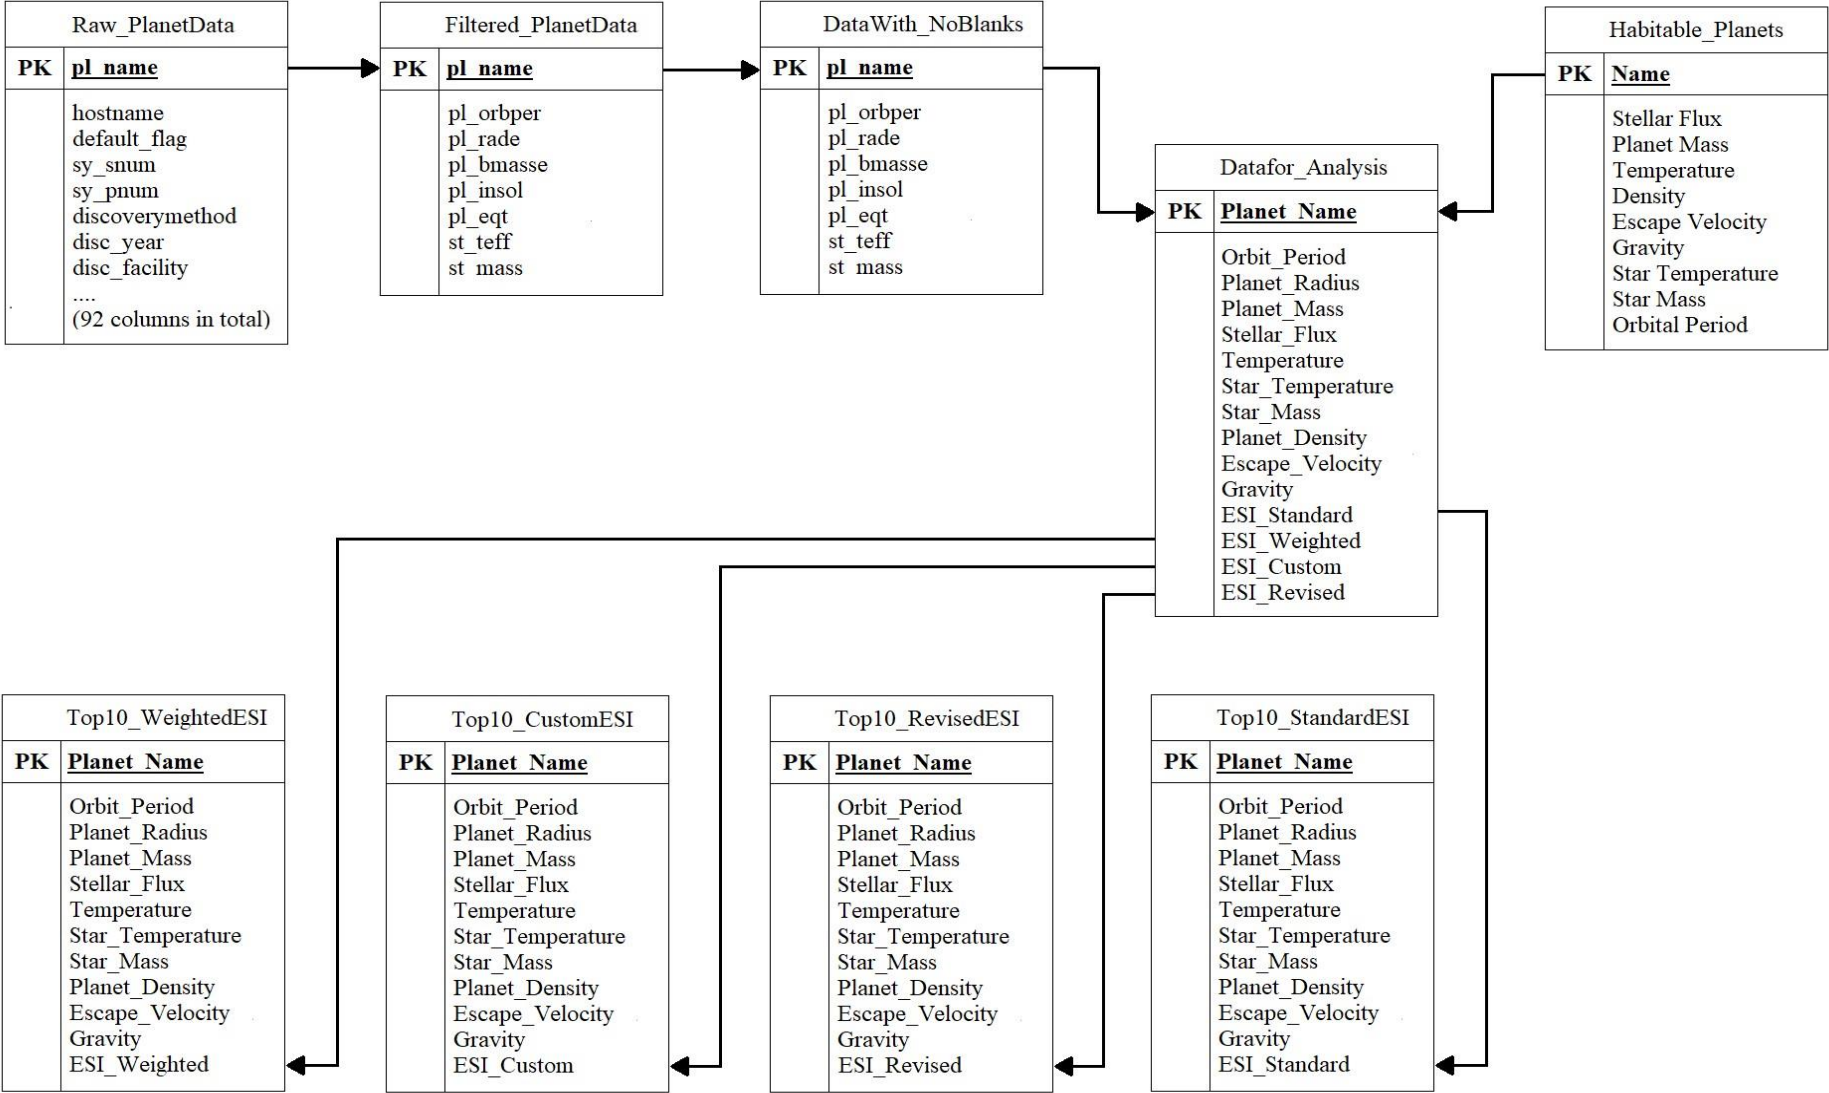 Raw_PlanetData
PK pl_name
hostname
default_flag
sy_snum
sy_pnum
discoverymethod
disc_year
disc_facility
....
(92 columns in total)
Filtered_PlanetData
PK pl_name
pl_orbper
pl_rade
pl_bmasse
pl_insol
pl_eqt
st_teff
st_mass
DataWith_NoBlanks
PK pl_name
pl_orbper
pl_rade
pl_bmasse
pl_insol
pl_eqt
st_teff
st_mass
Habitable_Planets
PK Name
Stellar Flux
Planet Mass
Temperature
Density
Escape Velocity
Gravity
Star Temperature
Star Mass
Orbital Period
Datafor_Analysis
PK Planet_Name
Orbit_Period
Planet_Radius
Planet_Mass
Stellar_Flux
Temperature
Star_Temperature
Star_Mass
Planet_Density
Escape_Velocity
Gravity
ESI_Standard
ESI_Weighted
ESI_Custom
ESI_Revised
Top10_WeightedESI
PK Planet_Name
Orbit_Period
Planet_Radius
Planet_Mass
Stellar_Flux
Temperature
Star_Temperature
Star_Mass
Planet_Density
Escape_Velocity
Gravity
ESI_Weighted
Top10_CustomESI
PK Planet_Name
Orbit_Period
Planet_Radius
Planet_Mass
Stellar_Flux
Temperature
Star_Temperature
Star_Mass
Planet_Density
Escape_Velocity
Gravity
ESI_Custom
Top10_RevisedESI
PK Planet_Name
Orbit_Period
Planet_Radius
Planet_Mass
Stellar_Flux
Temperature
Star_Temperature
Star_Mass
Planet_Density
Escape_Velocity
Gravity
ESI_Revised
Top10_StandardESI
PK Planet_Name
Orbit_Period
Planet_Radius
Planet_Mass
Stellar_Flux
Temperature
Star_Temperature
Star_Mass
Planet_Density
Escape_Velocity
Gravity
ESI_Standard